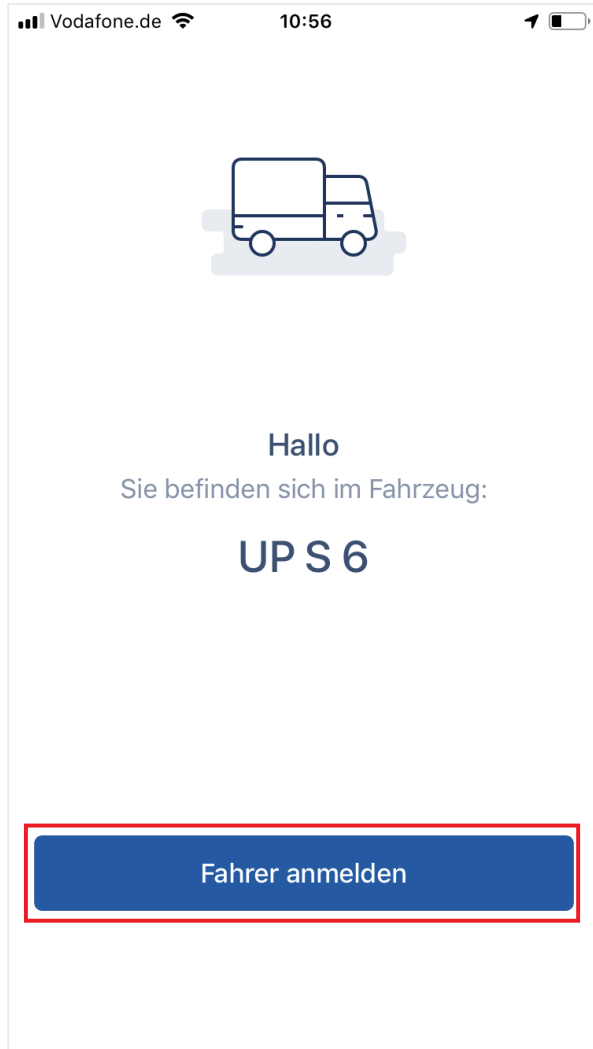 Vodafone.de 10:56
Hallo
Sie befinden sich im Fahrzeug:
UP S 6
Fahrer anmelden